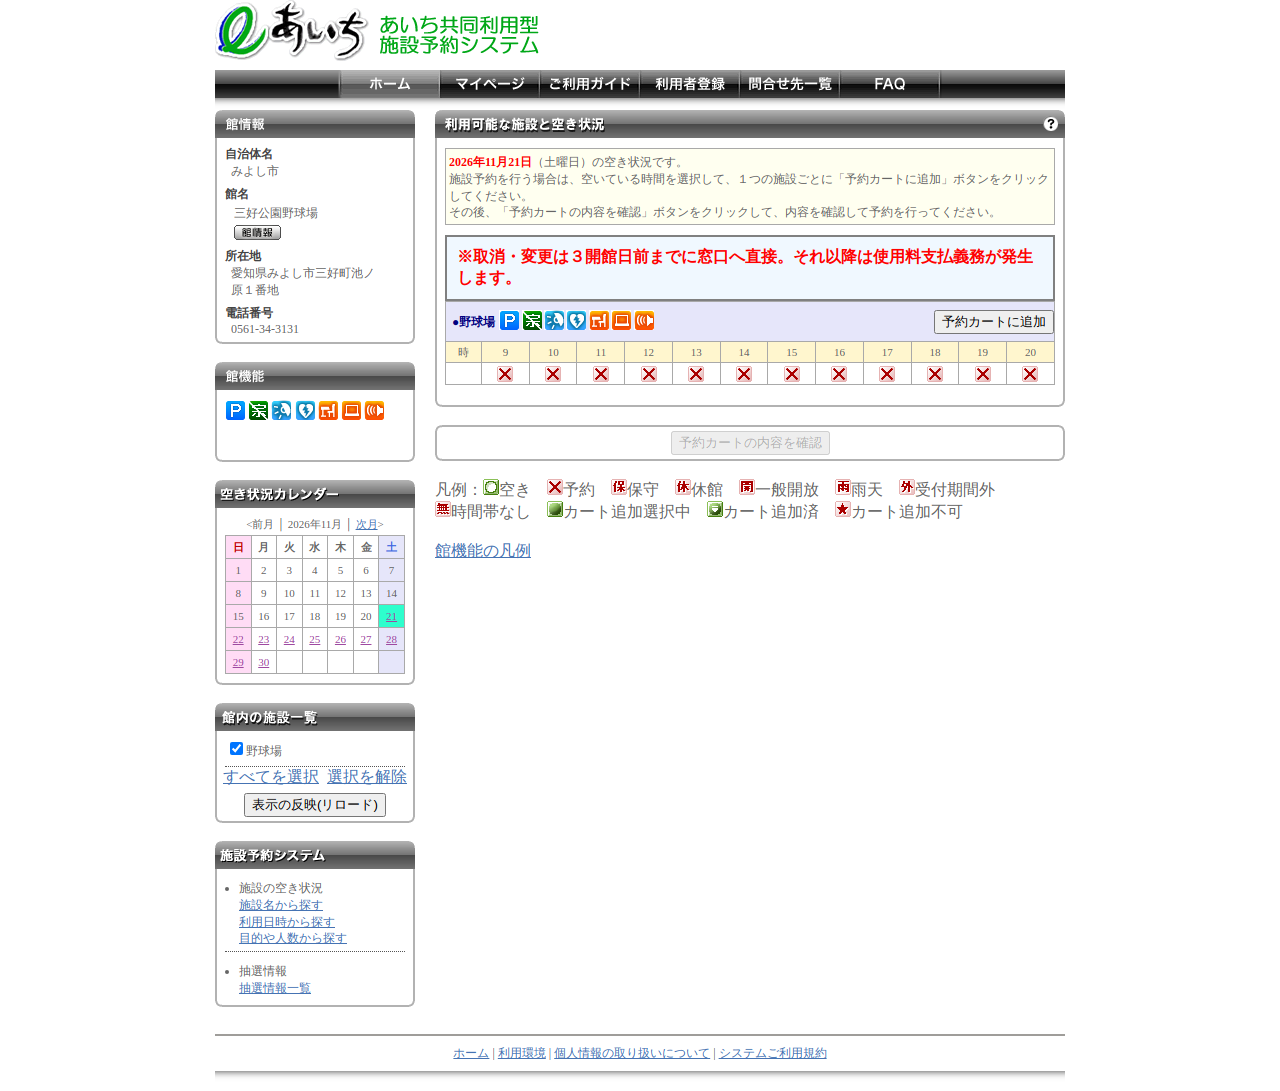 あいち
あいち共同利用型
施設予約システム
ホーム マイページ ご利用ガイド 利用者登録 問合せ先一覧 FAQ
館情報
自治体名
みよし市
館名
三好公園野球場
館情報
所在地
愛知県みよし市三好町池ノ
原１番地
電話番号
0561-34-3131
館機能
空き状況カレンダー
<前月 │ 2026年11月 │ 次月>
日 月 火 水 木 金 土
1 2 3 4 5 6 7
8 9 10 11 12 13 14
15 16 17 18 19 20 21
22 23 24 25 26 27 28
29 30
館内の施設一覧
野球場
すべてを選択 選択を解除
表示の反映(リロード)
施設予約システム
施設の空き状況
施設名から探す
利用日時から探す
目的や人数から探す
抽選情報
抽選情報一覧
利用可能な施設と空き状況 ?
2026年11月21日（土曜日）の空き状況です。
施設予約を行う場合は、空いている時間を選択して、１つの施設ごとに「予約カートに追加」ボタンをクリック
してください。
その後、「予約カートの内容を確認」ボタンをクリックして、内容を確認して予約を行ってください。
※取消・変更は３開館日前までに窓口へ直接。それ以降は使用料支払義務が発生
します。
●野球場 P 予約カートに追加
時 9 10 11 12 13 14 15 16 17 18 19 20
予約カートの内容を確認
凡例：空き 予約 保保守 休休館 開一般開放 雨雨天 外受付期間外
無時間帯なし カート追加選択中 カート追加済 カート追加不可
館機能の凡例
ホーム | 利用環境 | 個人情報の取り扱いについて | システムご利用規約